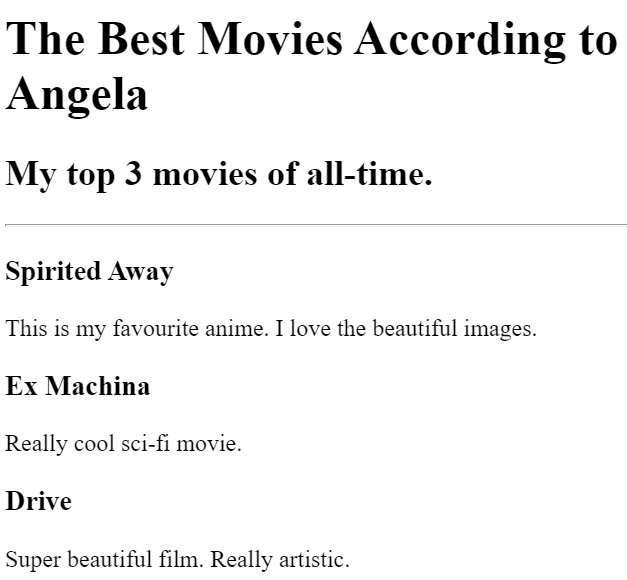 The Best Movies According to
Angela
My top 3 movies of all-time.
Spirited Away
This is my favourite anime. I love the beautiful images.
Ex Machina
Really cool sci-fi movie.
Drive
Super beautiful film. Really artistic.